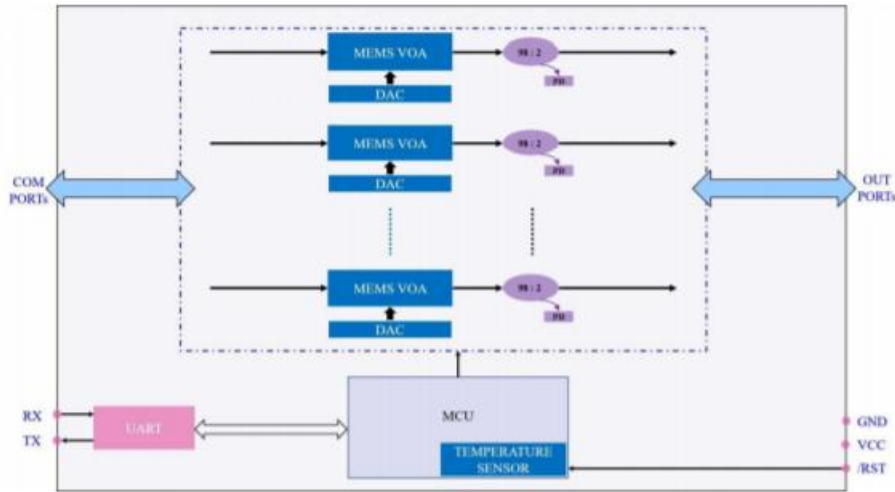 MEMS VOA
98 : 2
DAC
PD
MEMS VOA
98 : 2
DAC
PD
COM
PORTs
OUT
PORTs
MEMS VOA
98 : 2
DAC
PD
RX
TX
UART
MCU
TEMPERATURE
SENSOR
GND
VCC
/RST